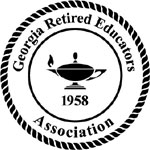 Georgia Retired Educators
1958
Association